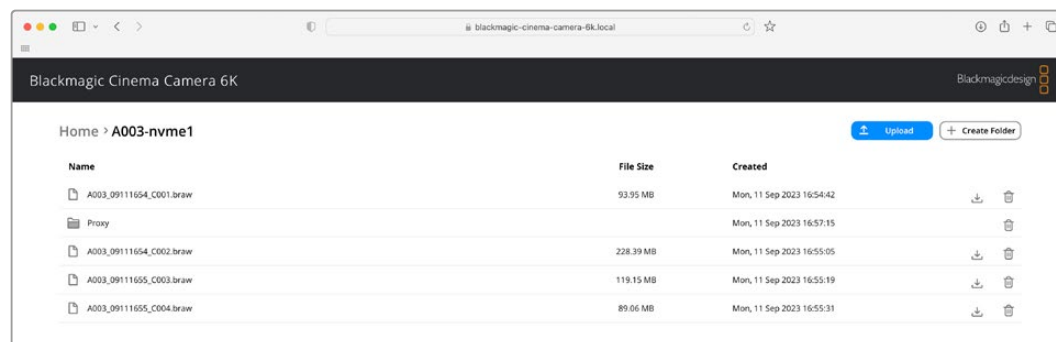 blackmagic-cinema-camera-6k.local
Blackmagic Cinema Camera 6K
Blackmagicdesign
Home > A003-nvme1
Upload
+ Create Folder
Name File Size Created
A003_09111654_C001.braw 93.95 MB Mon, 11 Sep 2023 16:54:42
Proxy Mon, 11 Sep 2023 16:57:15
A003_09111654_C002.braw 228.39 MB Mon, 11 Sep 2023 16:55:05
A003_09111655_C003.braw 119.15 MB Mon, 11 Sep 2023 16:55:19
A003_09111655_C004.braw 89.06 MB Mon, 11 Sep 2023 16:55:31